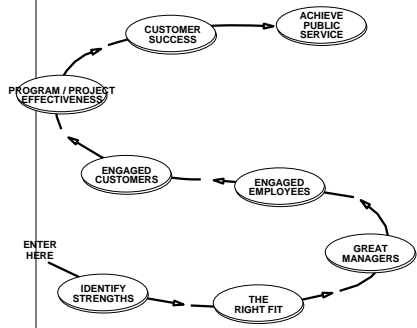 CUSTOMER
SUCCESS
ACHIEVE
PUBLIC
SERVICE
PROGRAM / PROJECT
EFFECTIVENESS
ENGAGED
CUSTOMERS
ENGAGED
EMPLOYEES
GREAT
MANAGERS
ENTER
HERE
IDENTIFY
STRENGTHS
THE
RIGHT FIT